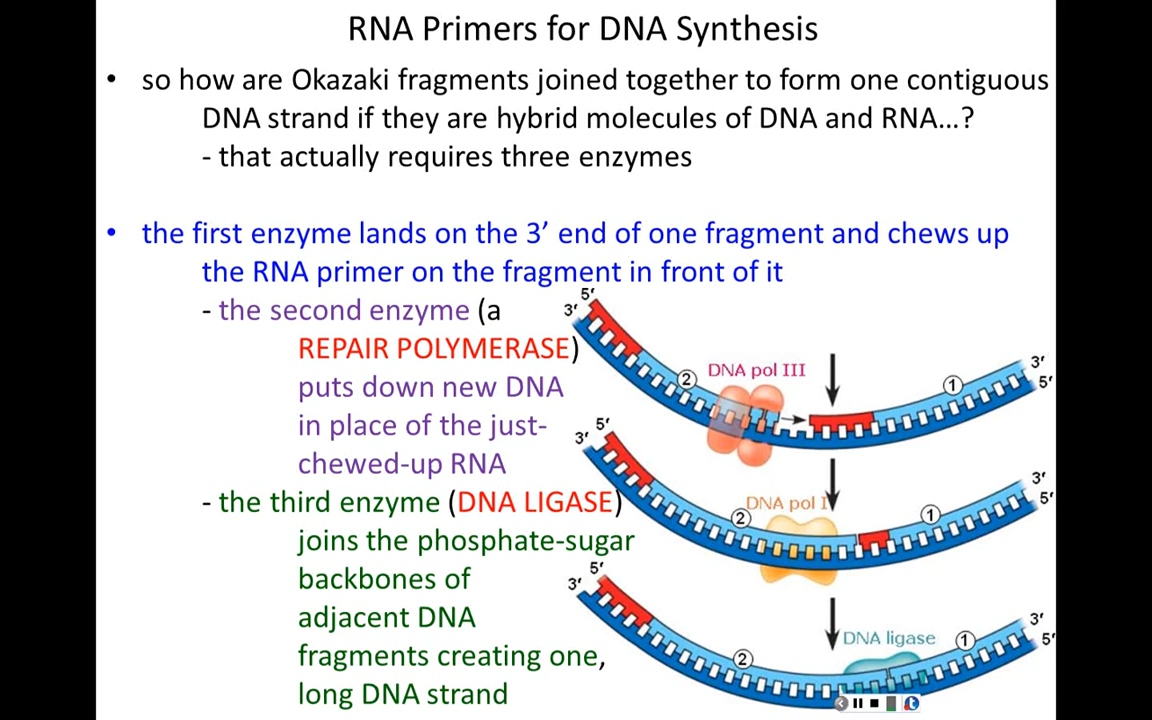 RNA Primers for DNA Synthesis
• so how are Okazaki fragments joined together to form one contiguous
DNA strand if they are hybrid molecules of DNA and RNA...?
- that actually requires three enzymes
• the first enzyme lands on the 3’ end of one fragment and chews up
the RNA primer on the fragment in front of it
- the second enzyme (a
REPAIR POLYMERASE)
puts down new DNA
in place of the just-
chewed-up RNA
- the third enzyme (DNA LIGASE)
joins the phosphate-sugar
backbones of
adjacent DNA
fragments creating one,
long DNA strand
5'
3'
2
DNA pol III
1
3'
5'
5'
3'
2
DNA pol I
1
3'
5'
5'
3'
2
DNA ligase
1
3'
5'